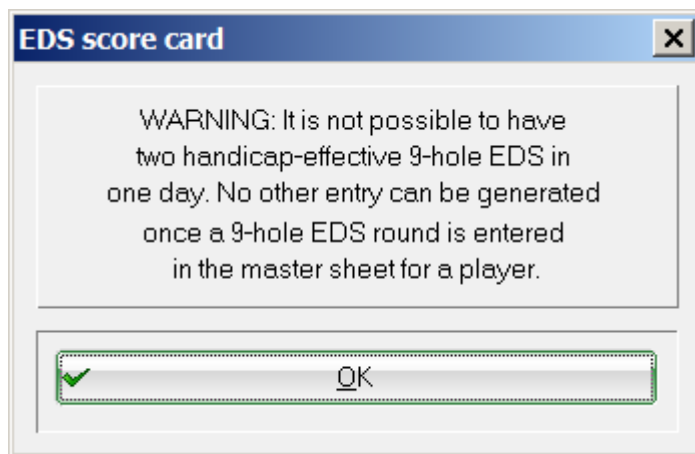 EDS score card
WARNING: It is not possible to have
two handicap-effective 9-hole EDS in
one day. No other entry can be generated
once a 9-hole EDS round is entered
in the master sheet for a player.
OK